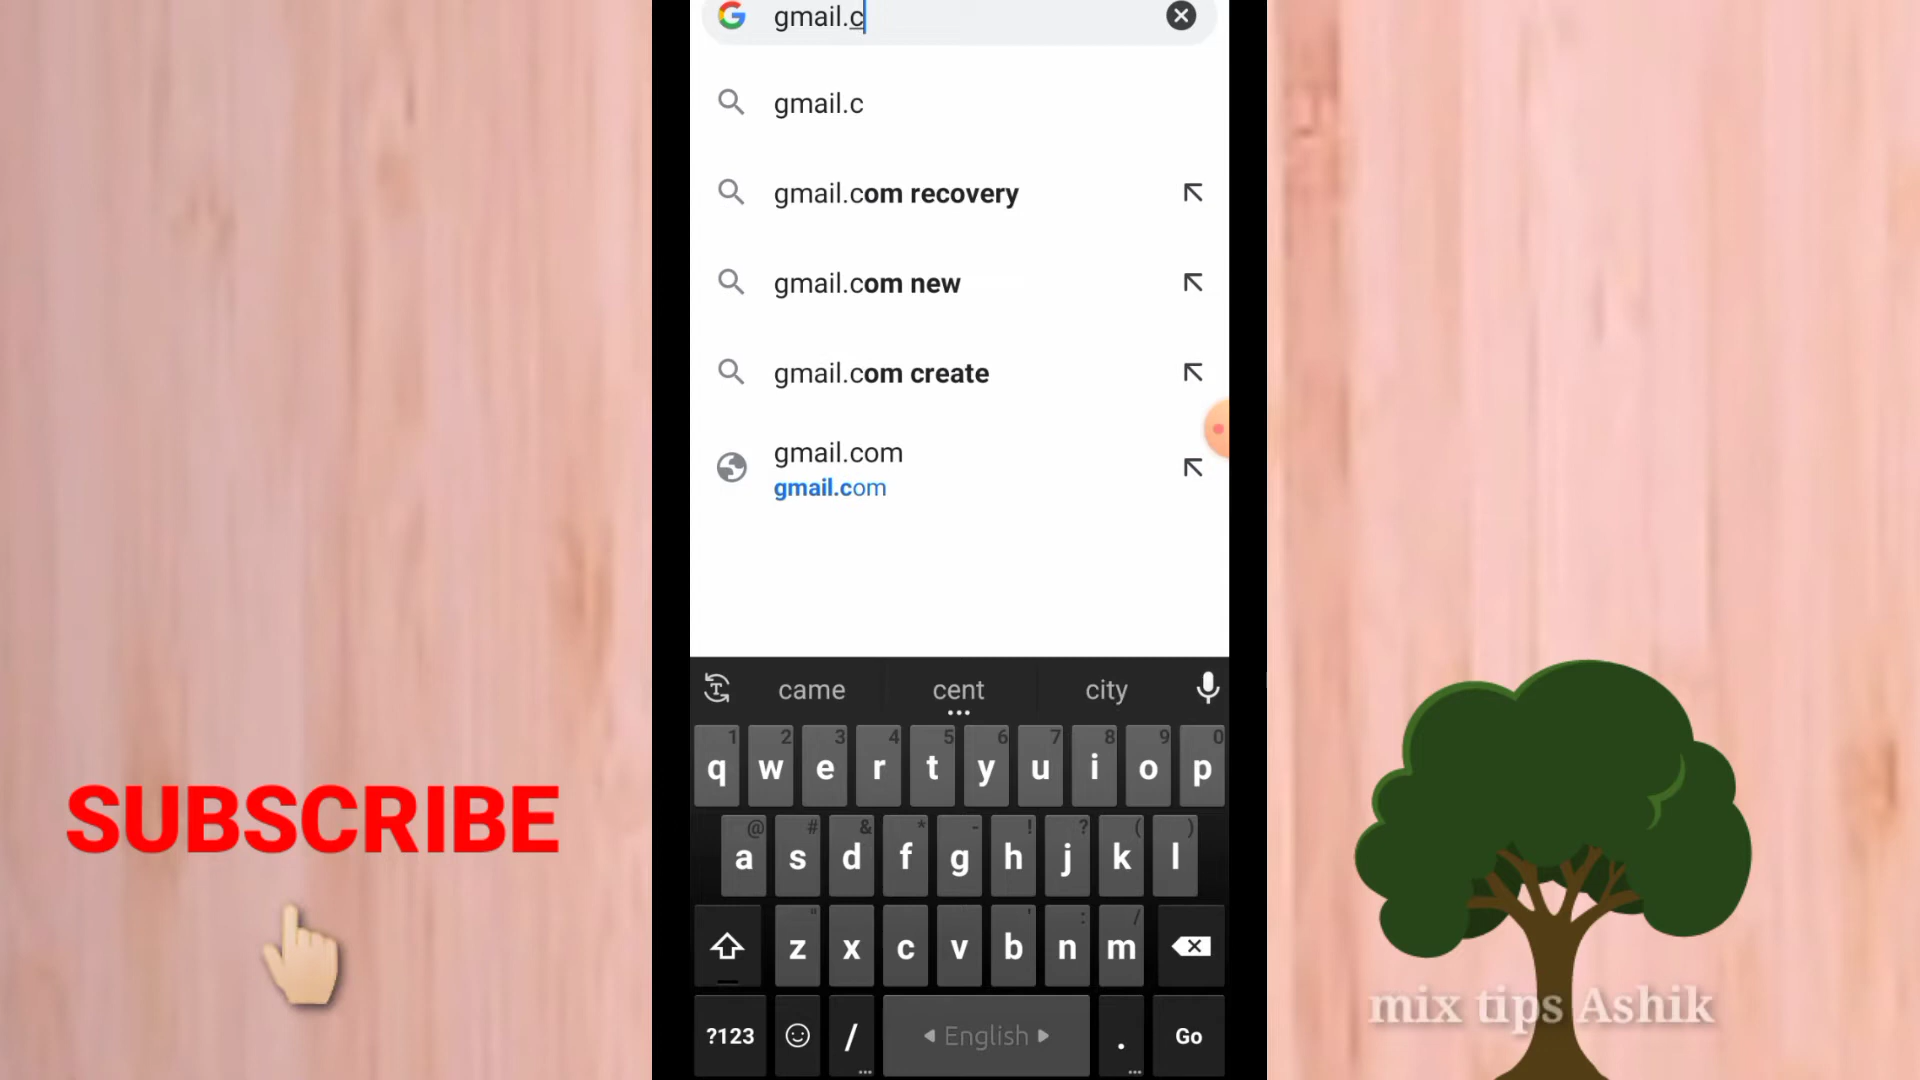 gmail.c
gmail.c
gmail.com recovery
gmail.com new
gmail.com create
gmail.com
gmail.com
came cent city
1 2 3 4 5 6 7 8 9 0
q w e r t y u i o p
@ # & * - ! ? ( )
a s d f g h j k l
" ' : /
z x c v b n m
?123 / English . Go
SUBSCRIBE
mix tips Ashik